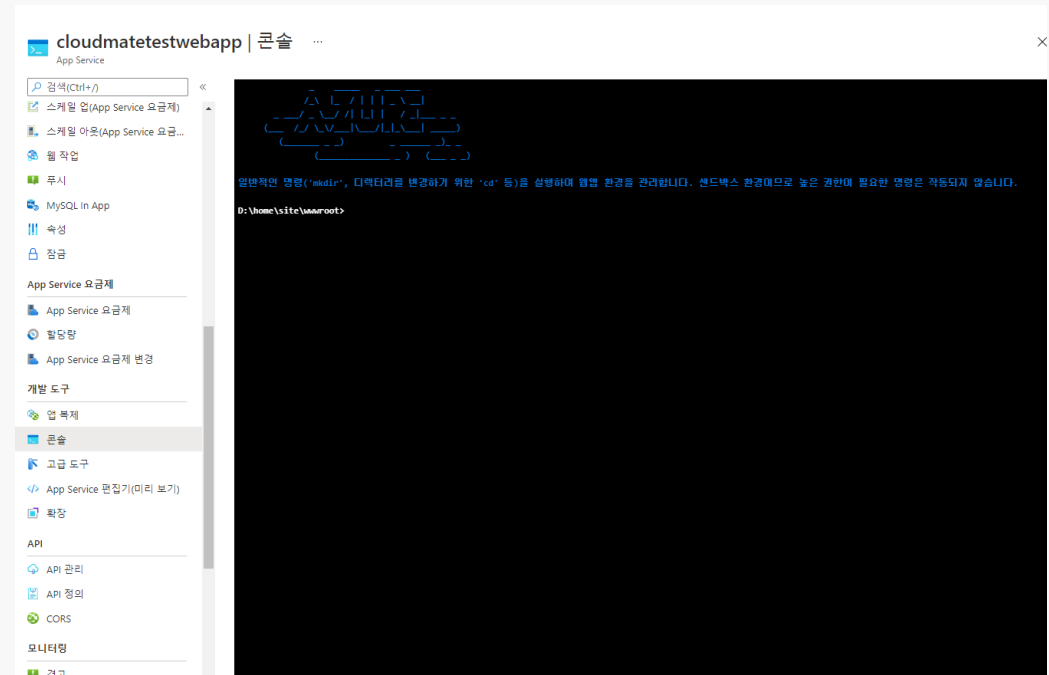 cloudmatetestwebapp | 콘솔 ...
App Service
검색(Ctrl+/)
«
스케일 업(App Service 요금제)
스케일 아웃(App Service 요금...
웹 작업
푸시
MySQL In App
속성
잠금
App Service 요금제
App Service 요금제
할당량
App Service 요금제 변경
개발 도구
앱 복제
콘솔
고급 도구
App Service 편집기(미리 보기)
확장
API
API 관리
API 정의
CORS
모니터링
경고
일반적인 명령('mkdir', 디렉터리를 변경하기 위한 'cd' 등)을 실행하여 웹앱 환경을 관리합니다. 샌드박스 환경이므로 높은 권한이 필요한 명령은 작동되지 않습니다.
D:\home\site\wwwroot>